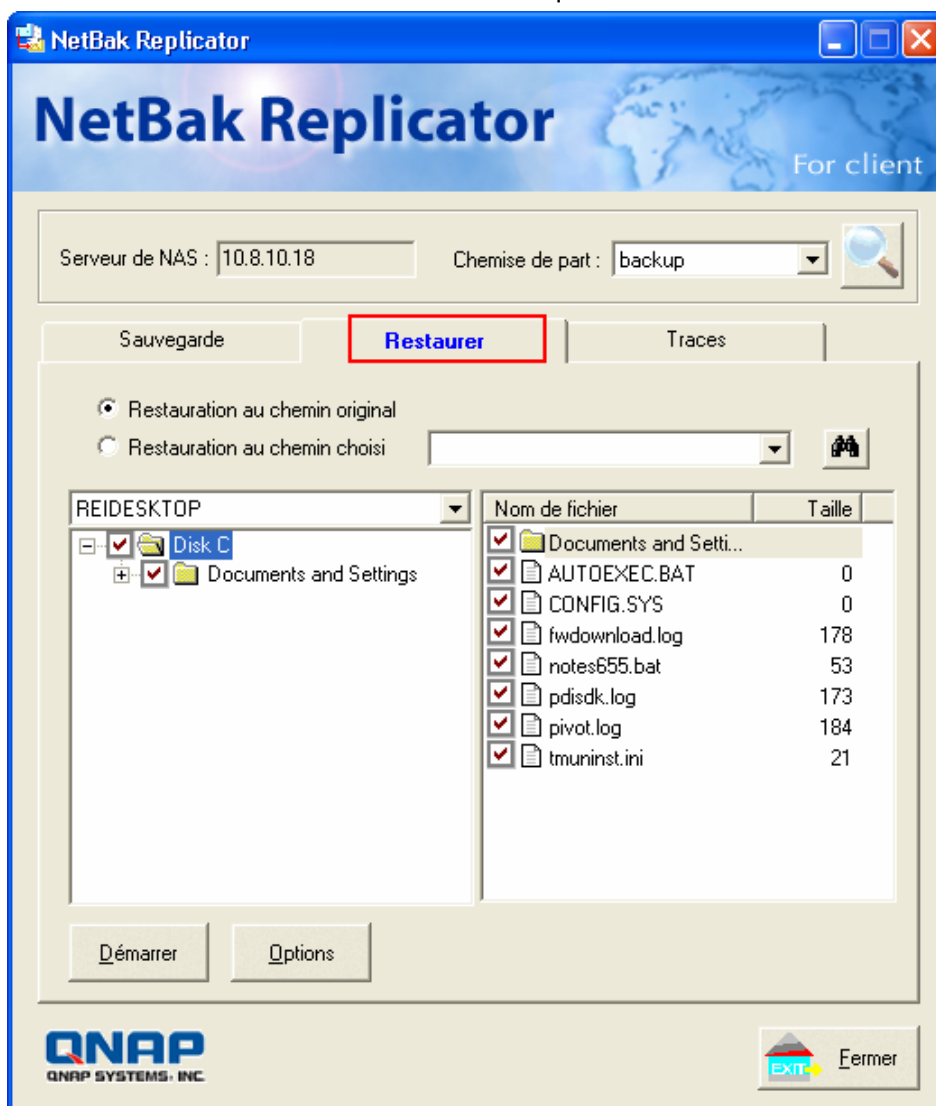 NetBak Replicator
NetBak Replicator
For client
Serveur de NAS : 10.8.10.18 Chemise de part : backup
Sauvegarde Restaurer Traces
Restauration au chemin original
Restauration au chemin choisi
REIDESKTOP
Disk C
Documents and Settings
Nom de fichier Taille
Documents and Setti...
AUTOEXEC.BAT 0
CONFIG.SYS 0
fwdownload.log 178
notes655.bat 53
pdisdk.log 173
pivot.log 184
tmuninst.ini 21
Démarrer Options
QNAP
QNAP SYSTEMS, INC
EXIT Fermer